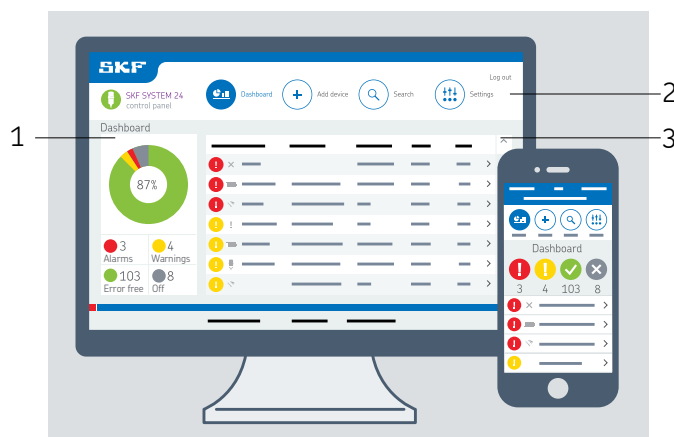 SKF
Log out
SKF SYSTEM 24
control panel
Dashboard
Add device
Search
Settings
2
1
Dashboard
3
87%
3
Alarms
4
Warnings
103
Error free
8
Off
Dashboard
3 4 103 8